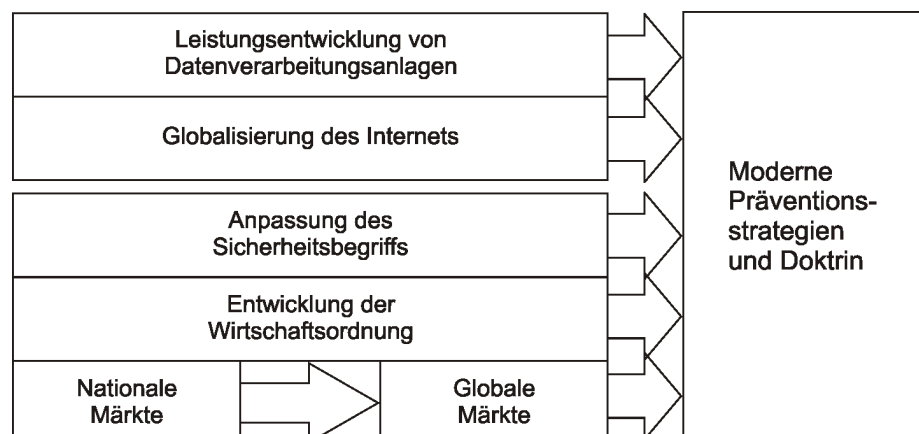 Leistungsentwicklung von
Datenverarbeitungsanlagen
Globalisierung des Internets
Anpassung des
Sicherheitsbegriffs
Entwicklung der
Wirtschaftsordnung
Nationale
Märkte
Globale
Märkte
Moderne
Präventions-
strategien
und Doktrin